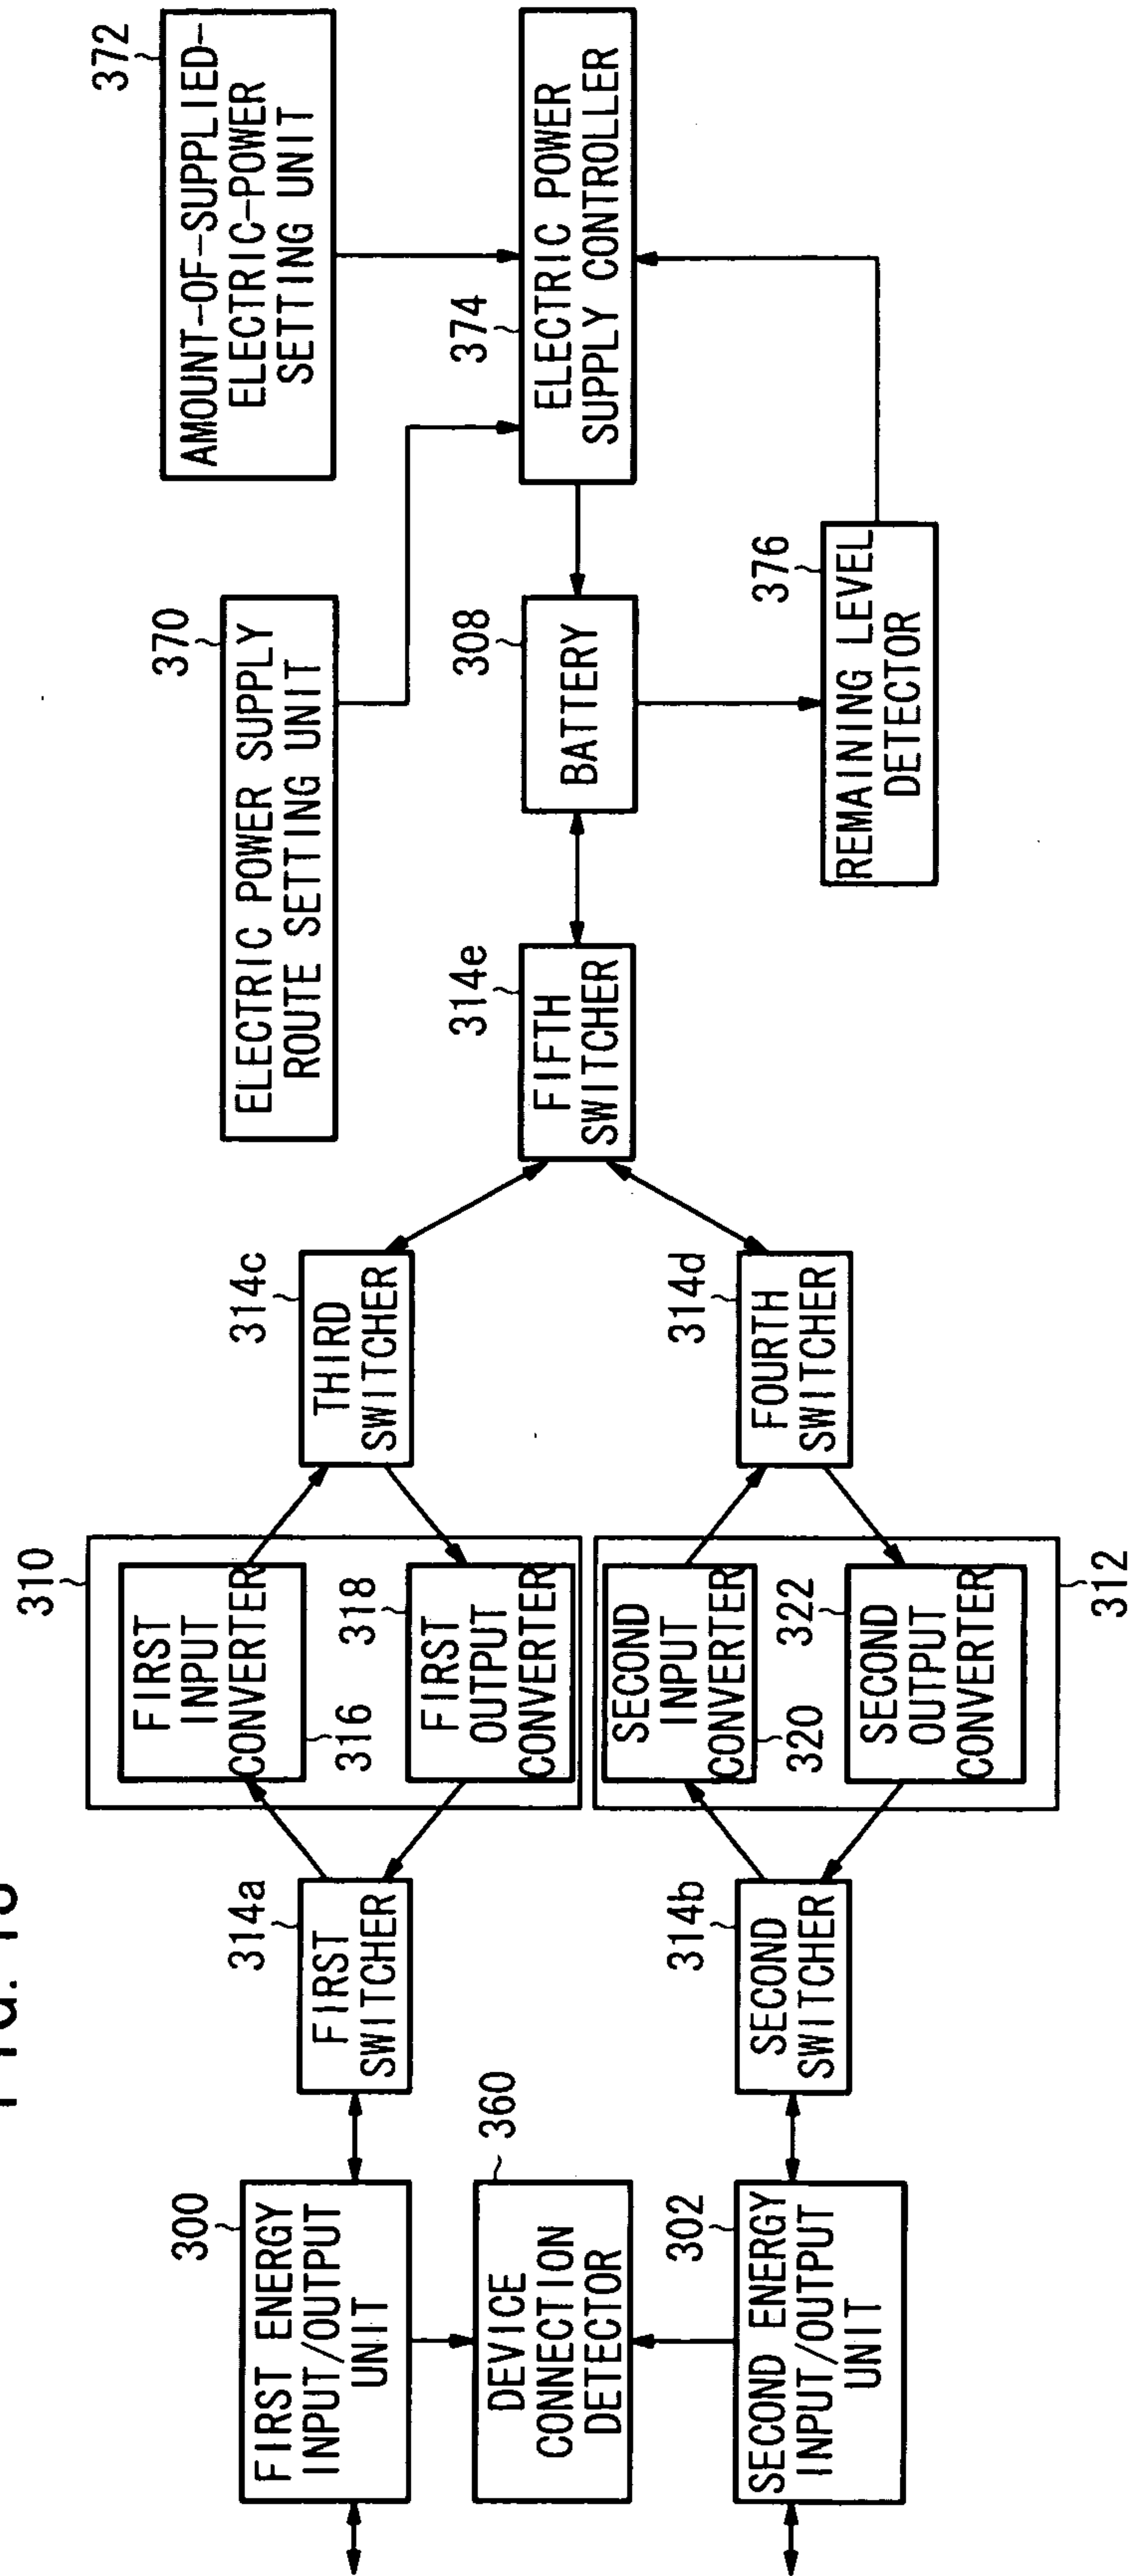 FIG.
310
372
AMOUNT-OF-SUPPLIED-
ELECTRIC-POWER
SETTING UNIT
370
ELECTRIC POWER SUPPLY
ROUTE SETTING UNIT
300
FIRST ENERGY
INPUT/OUTPUT
UNIT
314a
FIRST
SWITCHER
FIRST
INPUT
CONVERTER
316
318
FIRST
OUTPUT
CONVERTER
314c
THIRD
SWITCHER
360
DEVICE
CONNECTION
DETECTOR
314e
FIFTH
SWITCHER
308
BATTERY
374
ELECTRIC POWER
SUPPLY CONTROLLER
302
SECOND ENERGY
INPUT/OUTPUT
UNIT
314b
SECOND
SWITCHER
SECOND
INPUT
CONVERTER
320
322
SECOND
OUTPUT
CONVERTER
312
314d
FOURTH
SWITCHER
376
REMAINING LEVEL
DETECTOR